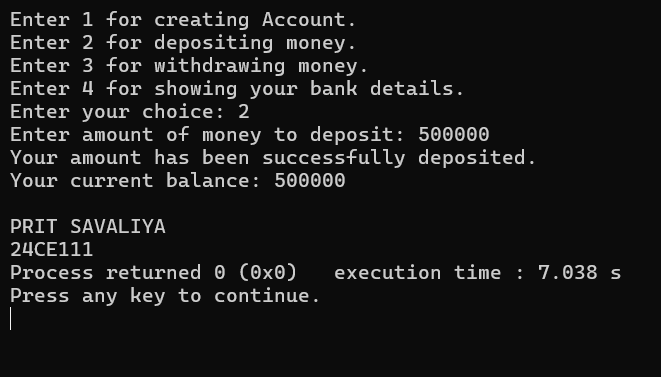 Enter 1 for creating Account.
Enter 2 for depositing money.
Enter 3 for withdrawing money.
Enter 4 for showing your bank details.
Enter your choice: 2
Enter amount of money to deposit: 500000
Your amount has been successfully deposited.
Your current balance: 500000
PRIT SAVALIYA
24CE111
Process returned 0 (0x0)   execution time : 7.038 s
Press any key to continue.